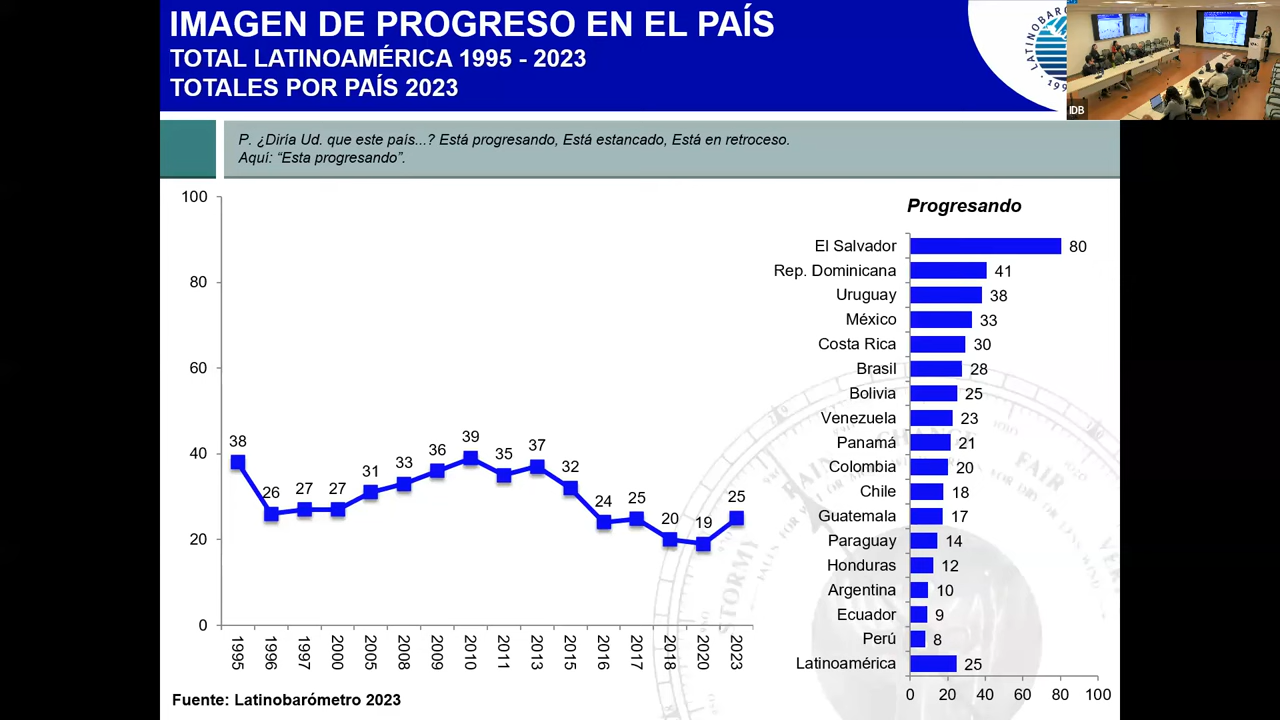 IMAGEN DE PROGRESO EN EL PAÍS
TOTAL LATINOAMÉRICA 1995 - 2023
TOTALES POR PAÍS 2023
IDB
P. ¿Diría Ud. que este país...? Está progresando, Está estancado, Está en retroceso.
Aquí: “Esta progresando”.
100
80
60
40
20
0
38
26
27
27
31
33
36
39
35
37
32
24
25
20
19
25
1995
1996
1997
2000
2005
2008
2009
2010
2011
2013
2015
2016
2017
2018
2020
2023
Progresando
El Salvador 80
Rep. Dominicana 41
Uruguay 38
México 33
Costa Rica 30
Brasil 28
Bolivia 25
Venezuela 23
Panamá 21
Colombia 20
Chile 18
Guatemala 17
Paraguay 14
Honduras 12
Argentina 10
Ecuador 9
Perú 8
Latinoamérica 25
0 20 40 60 80 100
STORMY
RAIN
CHANGE
FAIR
Fuente: Latinobarómetro 2023